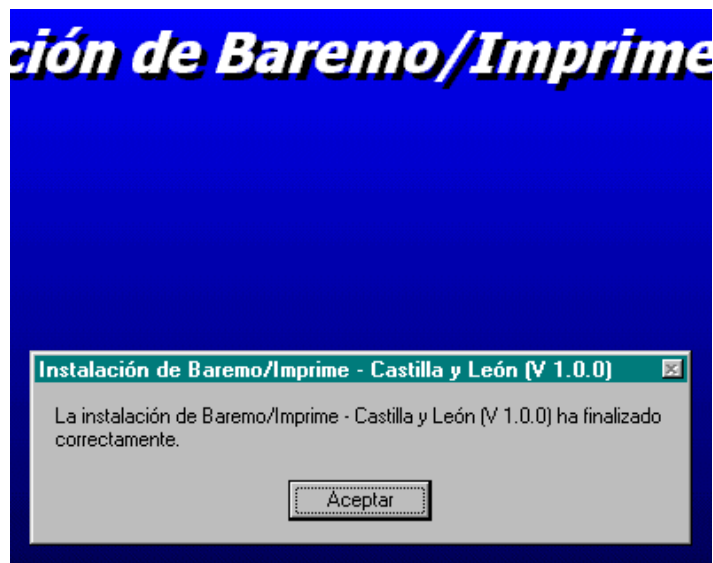 ción de Baremo/Imprime
Instalación de Baremo/Imprime - Castilla y León (V 1.0.0)
La instalación de Baremo/Imprime - Castilla y León (V 1.0.0) ha finalizado
correctamente.
Aceptar